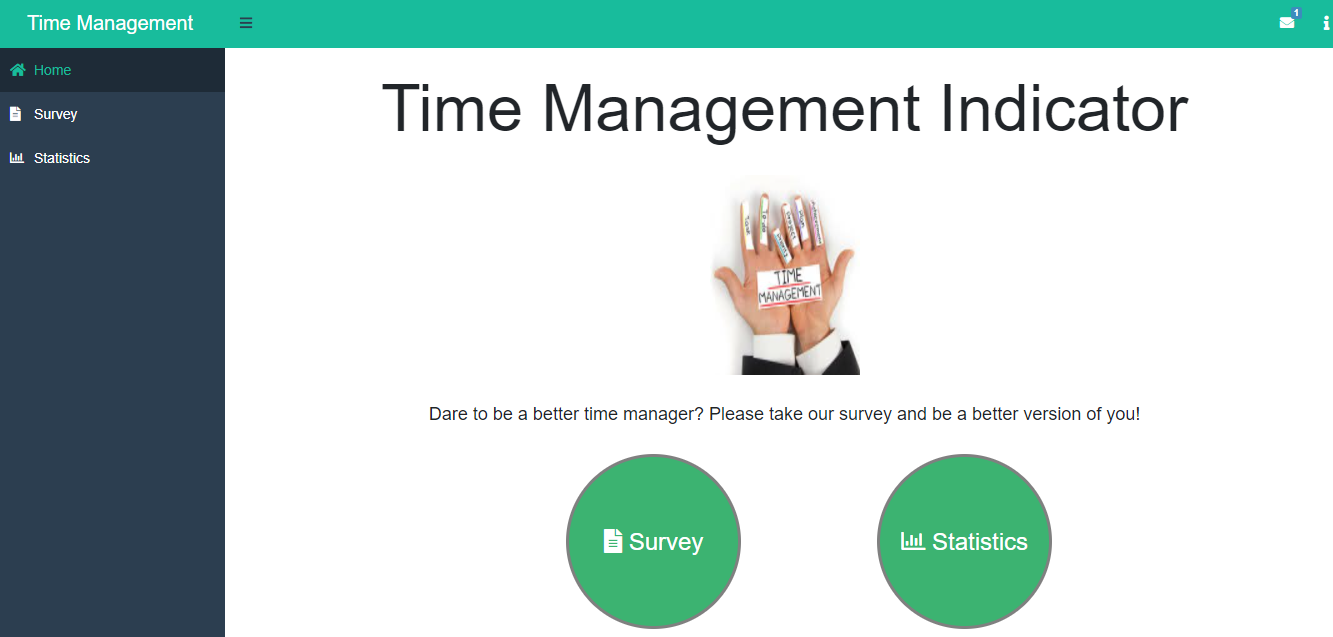 Time Management
1
Home
Survey
Statistics
Time Management Indicator
TIME
MANAGEMENT
Dare to be a better time manager? Please take our survey and be a better version of you!
Survey
Statistics